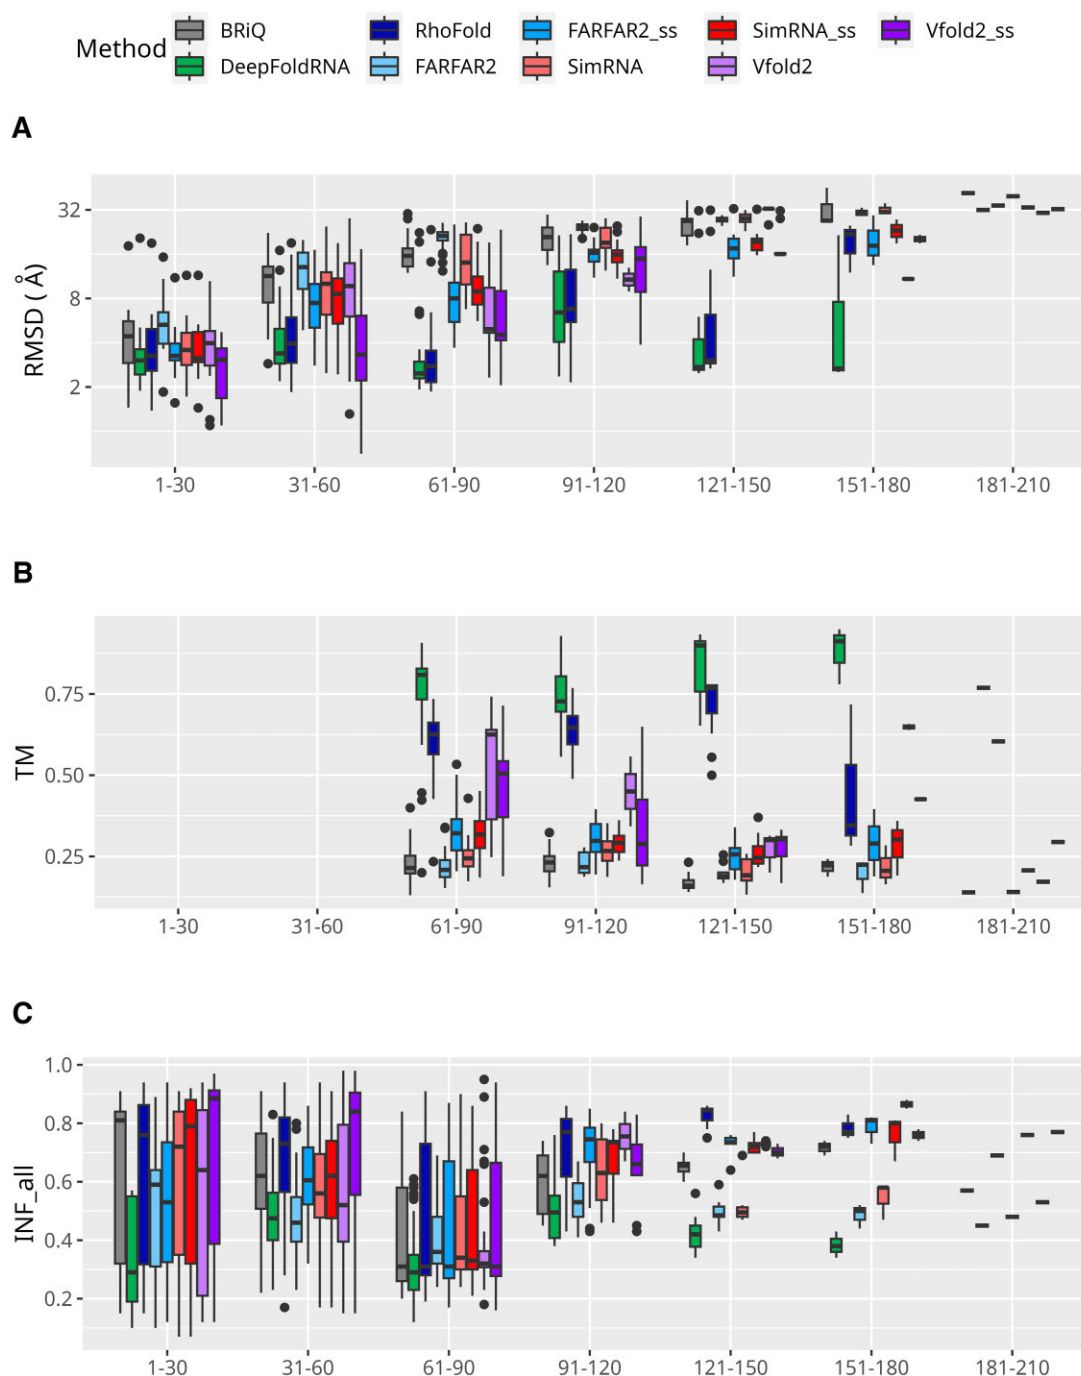 Method BRiQ RhoFold FARFAR2_ss SimRNA_ss Vfold2_ss
DeepFoldRNA FARFAR2 SimRNA Vfold2
A
RMSD (Å)
32
8
2
1-30 31-60 61-90 91-120 121-150 151-180 181-210
B
TM
0.75
0.50
0.25
1-30 31-60 61-90 91-120 121-150 151-180 181-210
C
INF_all
1.0
0.8
0.6
0.4
0.2
1-30 31-60 61-90 91-120 121-150 151-180 181-210